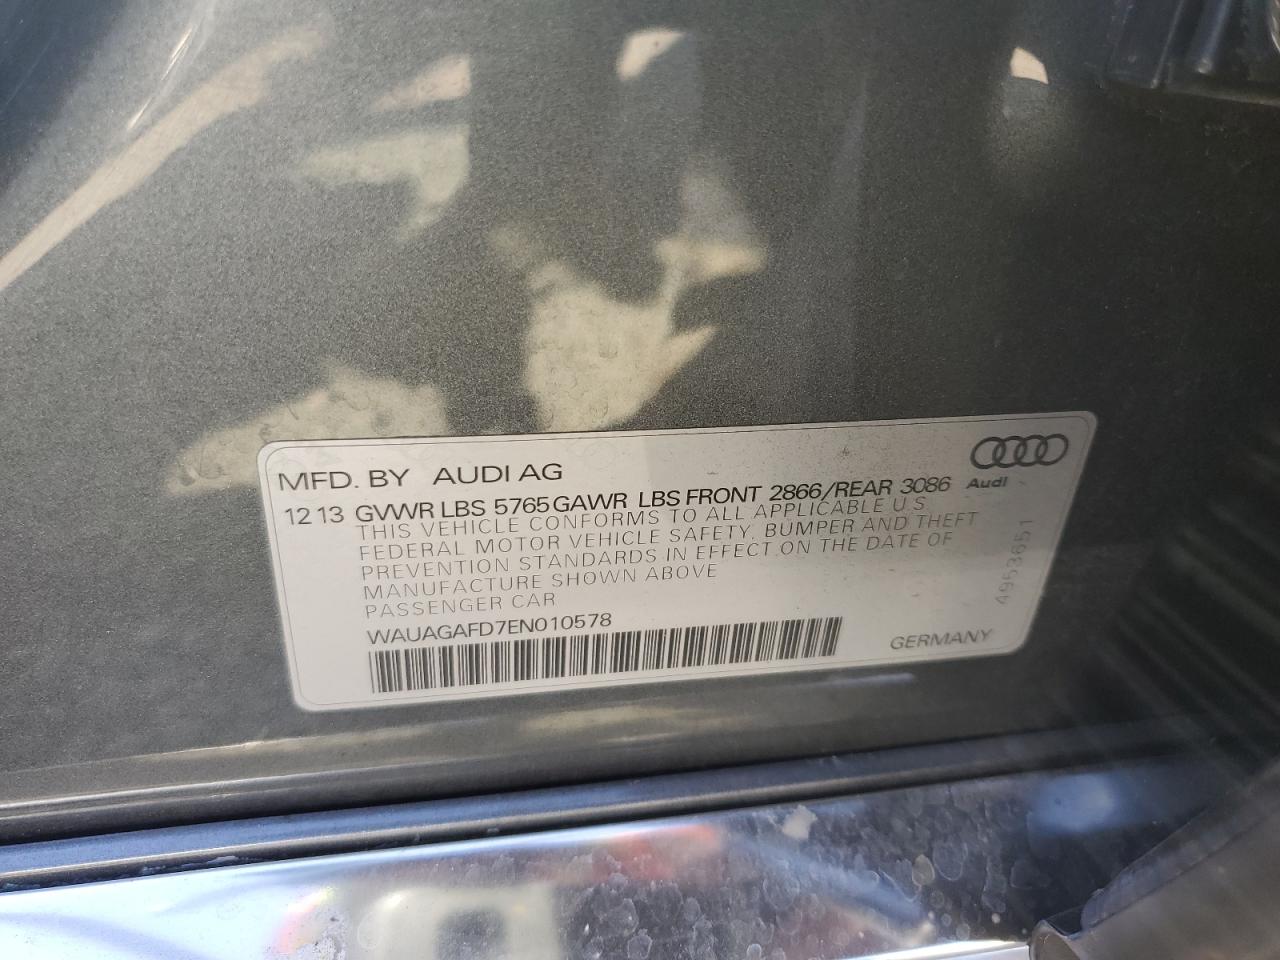 MFD. BY AUDI AG
12 13 GVWR LBS 5765 GAWR LBS FRONT 2866/REAR 3086
Audi
THIS VEHICLE CONFORMS TO ALL APPLICABLE U.S.
FEDERAL MOTOR VEHICLE SAFETY, BUMPER AND THEFT
PREVENTION STANDARDS IN EFFECT ON THE DATE OF
MANUFACTURE SHOWN ABOVE
PASSENGER CAR
WAUAGAFD7EN010578
GERMANY
4953651